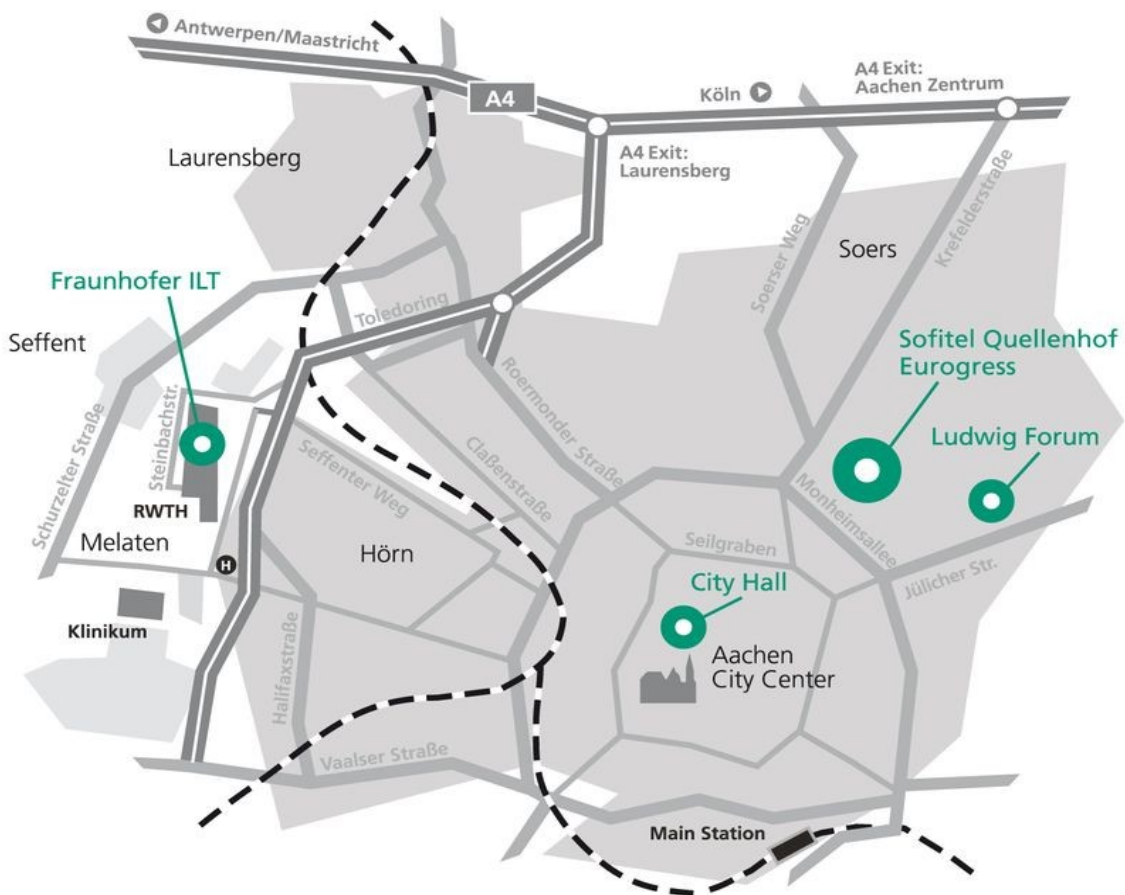 Antwerpen/Maastricht
A4
Köln
A4 Exit:
Aachen Zentrum
A4 Exit:
Laurensberg
Laurensberg
Soers
Soerser Weg
Krefelderstraße
Fraunhofer ILT
Toledoring
Seffent
Sofitel Quellenhof
Eurogress
Roermonder Straße
Steinbachstr.
Schurzelter Straße
Claßenstraße
Seffenter Weg
Ludwig Forum
RWTH
Monheimsallee
Melaten
Hörn
Seilgraben
Jülicher Str.
H
City Hall
Klinikum
Halifaxstraße
Aachen
City Center
Vaalser Straße
Main Station